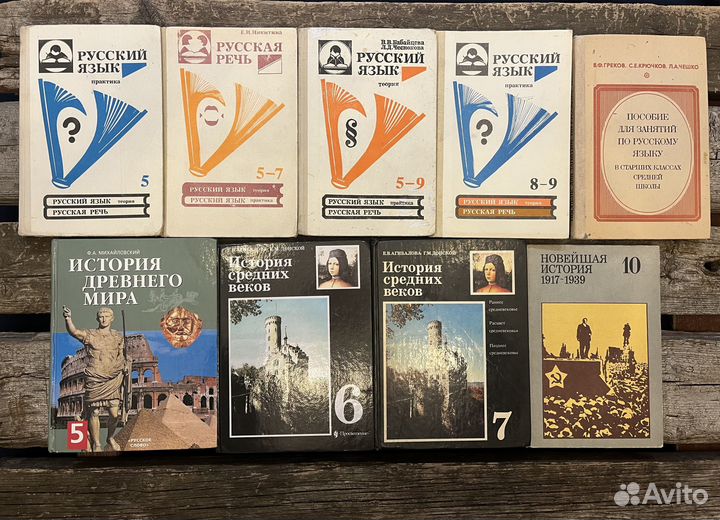 РУССКИЙ
ЯЗЫК
практика
?
5
РУССКИЙ ЯЗЫК теория
РУССКАЯ РЕЧЬ
Е.И.Никитина
РУССКАЯ
РЕЧЬ
5-7
РУССКИЙ ЯЗЫК теория
РУССКИЙ ЯЗЫК практика
В.В.Бабайцева
Л.Д.Чеснокова
РУССКИЙ
ЯЗЫК
теория
§
5-9
РУССКИЙ ЯЗЫК практика
РУССКАЯ РЕЧЬ
РУССКИЙ
ЯЗЫК
практика
?
8-9
РУССКИЙ ЯЗЫК теория
РУССКАЯ РЕЧЬ
В.Ф.ГРЕКОВ, С.Е.КРЮЧКОВ, Л.А.ЧЕШКО
ПОСОБИЕ
ДЛЯ ЗАНЯТИЙ
ПО РУССКОМУ
ЯЗЫКУ
В СТАРШИХ КЛАССАХ
СРЕДНЕЙ
ШКОЛЫ
Ф.А. МИХАЙЛОВСКИЙ
ИСТОРИЯ
ДРЕВНЕГО
МИРА
5
«РУССКОЕ
СЛОВО»
Г.М. ДОНСКОЙ
История
средних
веков
6
Просвещение
Е.В.АГИБАЛОВА Г.М. ДОНСКОЙ
История
средних
веков
Раннее
средневековье
Расцвет
средневековья
Позднее
средневековье
7
НОВЕЙШАЯ
ИСТОРИЯ
1917-1939
10
Avito